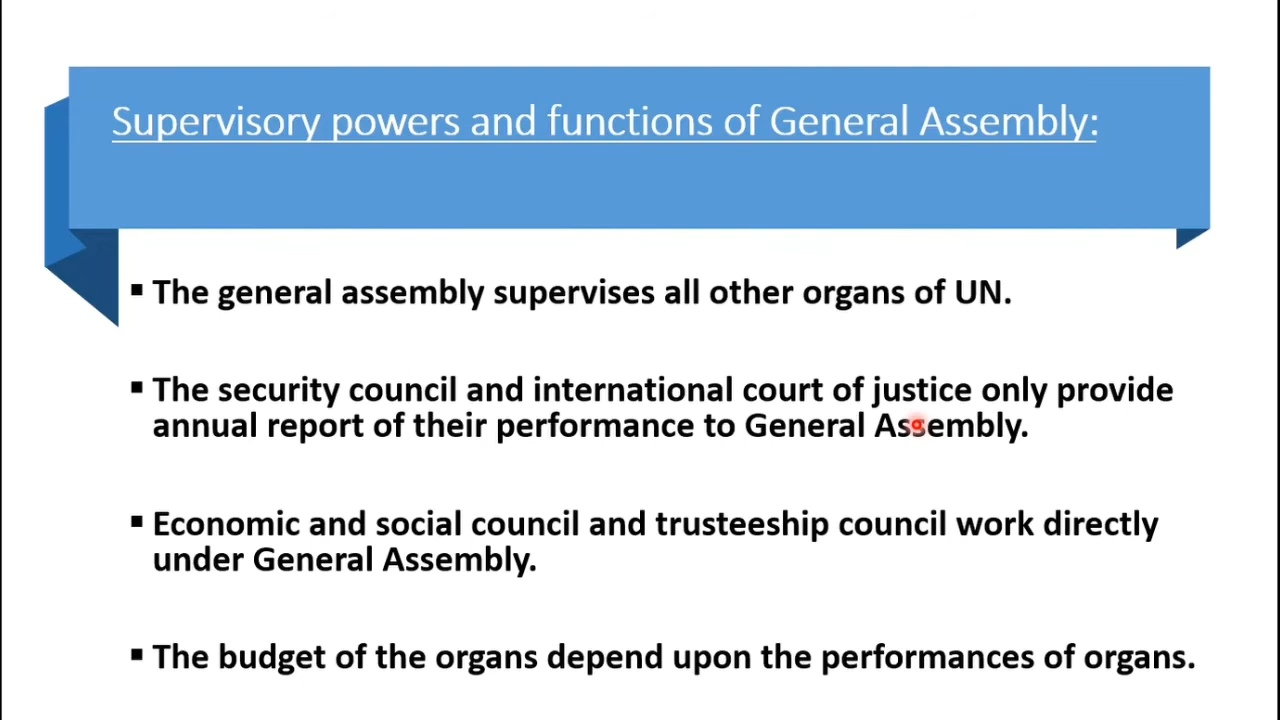 Supervisory powers and functions of General Assembly:
▪ The general assembly supervises all other organs of UN.
▪ The security council and international court of justice only provide
annual report of their performance to General Assembly.
▪ Economic and social council and trusteeship council work directly
under General Assembly.
▪ The budget of the organs depend upon the performances of organs.